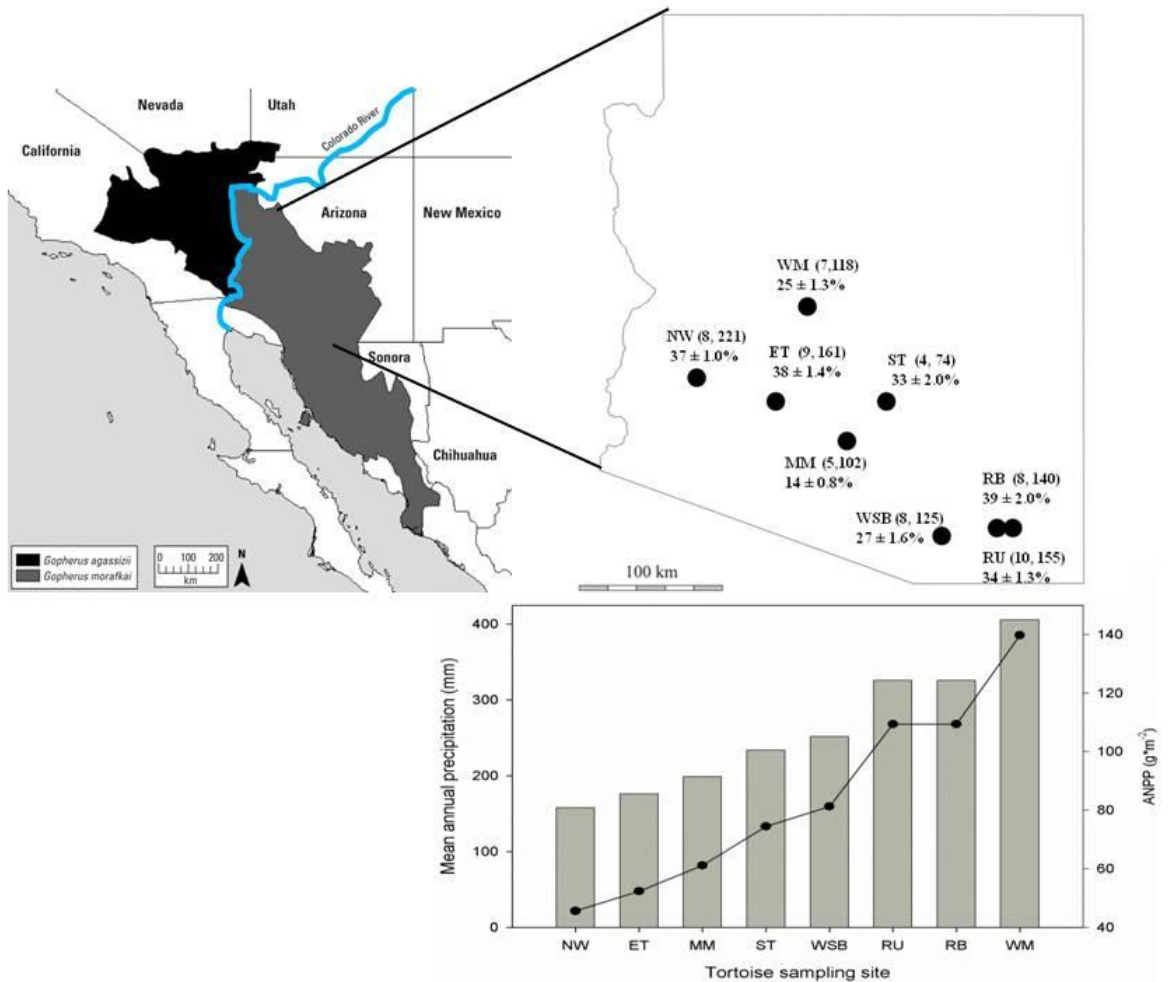 Nevada
Utah
California
Colorado River
Arizona
New Mexico
Sonora
Chihuahua
Gopherus agassizii
Gopherus morafkai
0 100 200
km
N
WM (7,118)
25 ± 1.3%
NW (8, 221)
37 ± 1.0%
ET (9, 161)
38 ± 1.4%
ST (4, 74)
33 ± 2.0%
MM (5,102)
14 ± 0.8%
RB (8, 140)
39 ± 2.0%
WSB (8, 125)
27 ± 1.6%
RU (10, 155)
34 ± 1.3%
100 km
Mean annual precipitation (mm)
400
300
200
100
0
140
120
100
80
60
40
ANPP (g*m⁻²)
NW ET MM ST WSB RU RB WM
Tortoise sampling site